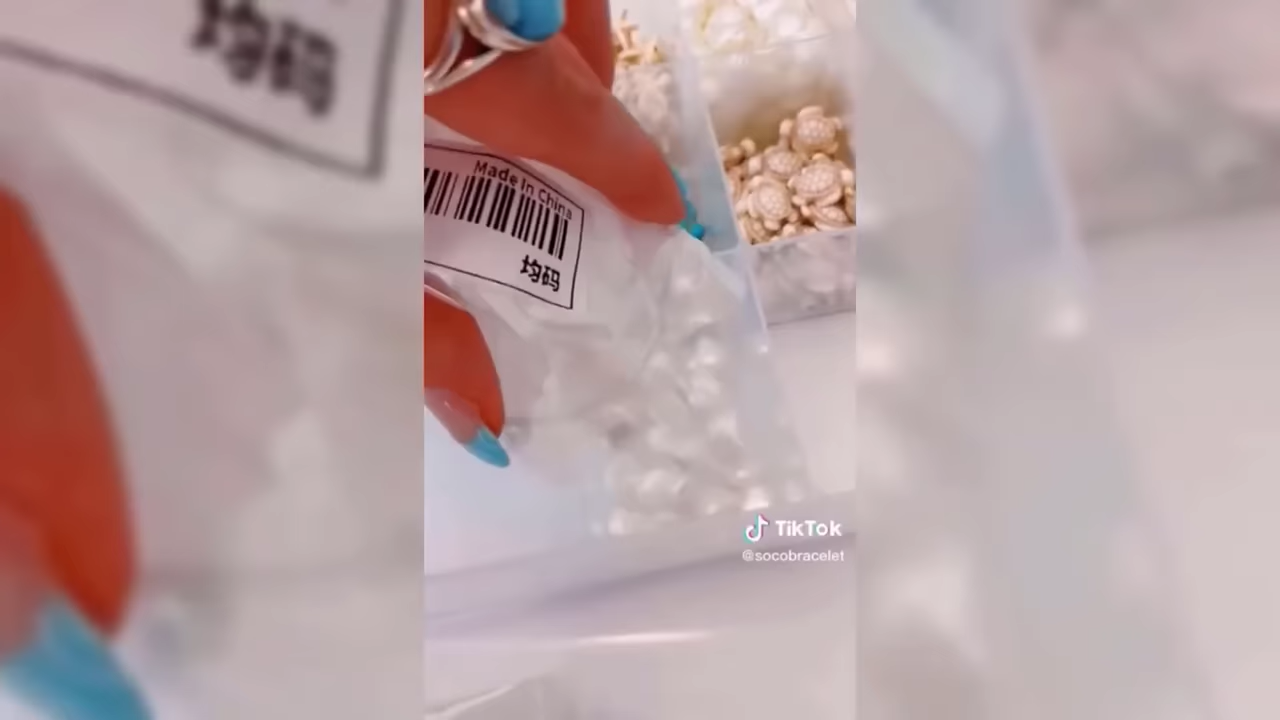 均码
Made In China
均码
TikTok
@socobracelet